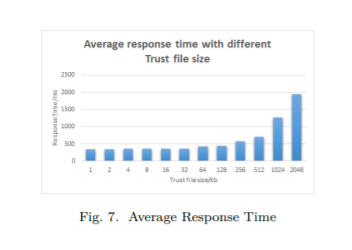 Average response time with different
Trust file size
2500
2000
1500
1000
500
0
Response Time/ms
1 2 4 8 16 32 64 128 256 512 1024 2048
Trust file size/Kb
Fig. 7. Average Response Time